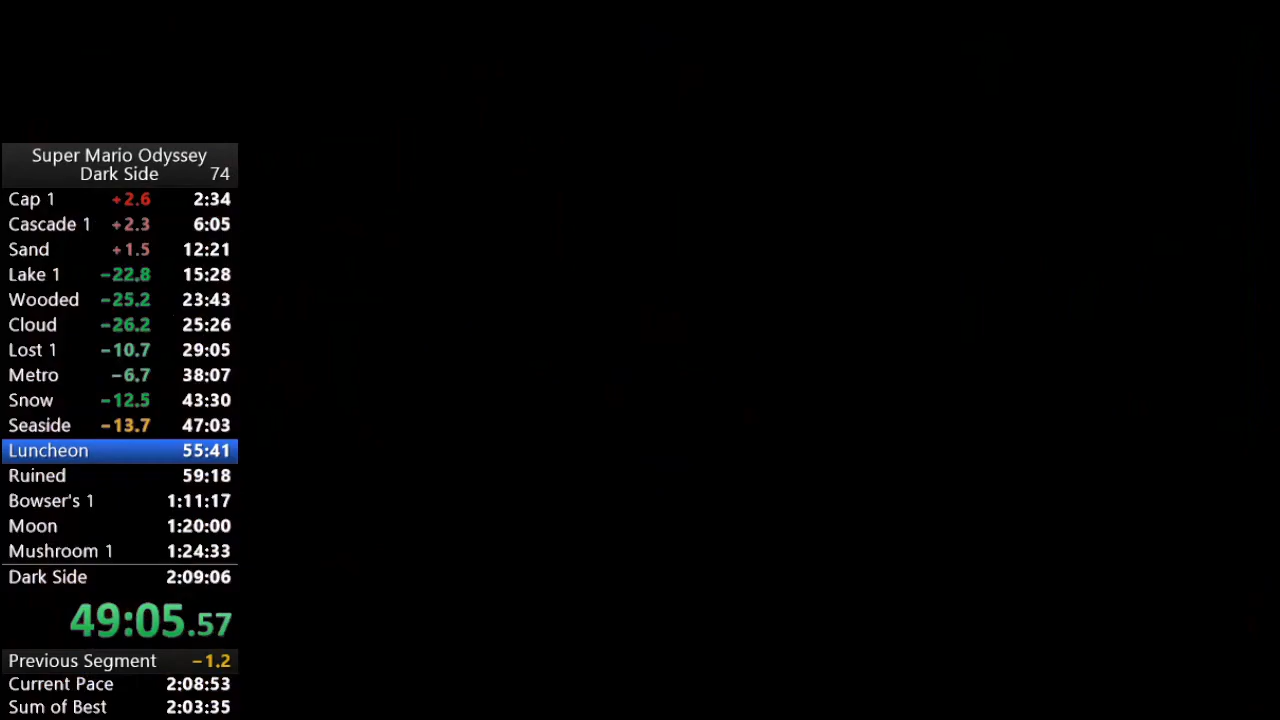 Super Mario Odyssey
Dark Side 74
Cap 1 +2.6 2:34
Cascade 1 +2.3 6:05
Sand +1.5 12:21
Lake 1 -22.8 15:28
Wooded -25.2 23:43
Cloud -26.2 25:26
Lost 1 -10.7 29:05
Metro -6.7 38:07
Snow -12.5 43:30
Seaside -13.7 47:03
Luncheon 55:41
Ruined 59:18
Bowser's 1 1:11:17
Moon 1:20:00
Mushroom 1 1:24:33
Dark Side 2:09:06
49:05.57
Previous Segment -1.2
Current Pace 2:08:53
Sum of Best 2:03:35